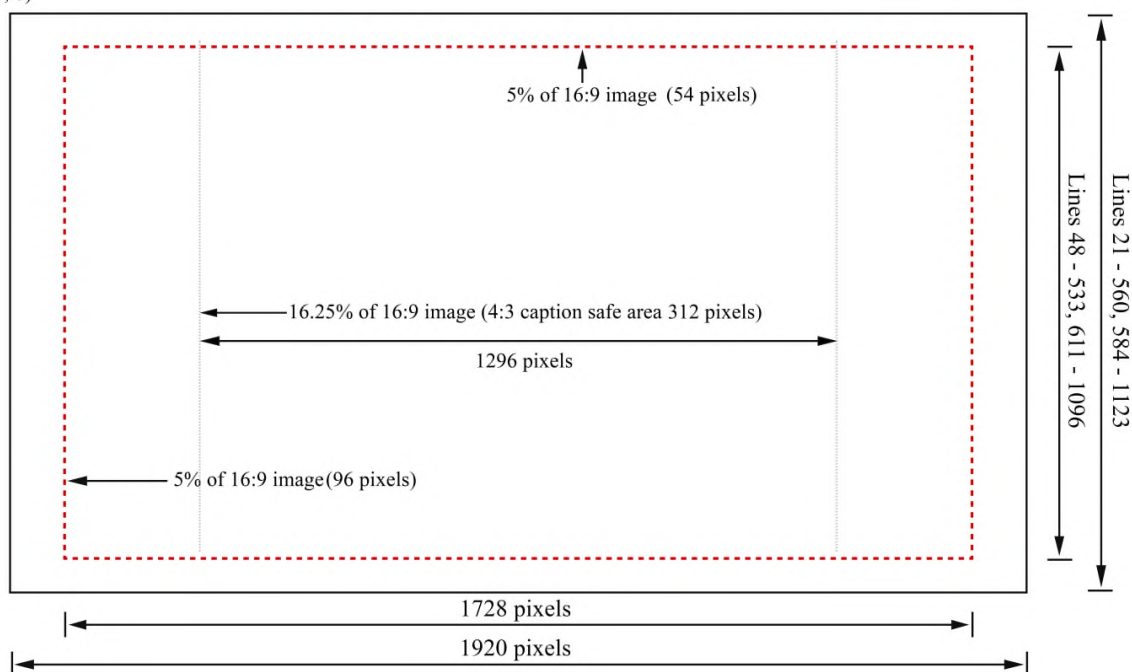 5% of 16:9 image (54 pixels)
16.25% of 16:9 image (4:3 caption safe area 312 pixels)
1296 pixels
5% of 16:9 image (96 pixels)
Lines 48 - 533, 611 - 1096
Lines 21 - 560, 584 - 1123
1728 pixels
1920 pixels